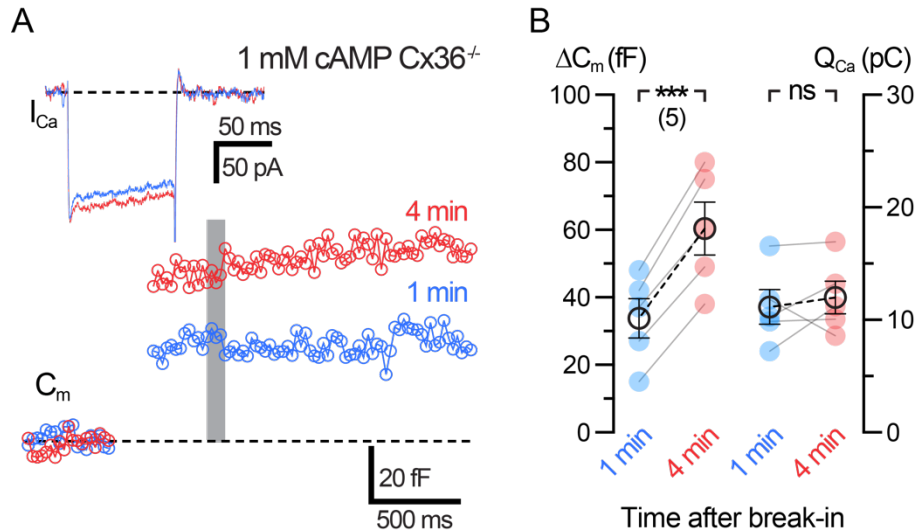 A
1 mM cAMP Cx36-/-
ICa
50 ms
50 pA
4 min
1 min
Cm
20 fF
500 ms
B
ΔCm (fF)
QCa (pC)
***
(5)
ns
100
80
60
40
20
0
30
20
10
0
1 min
4 min
1 min
4 min
Time after break-in